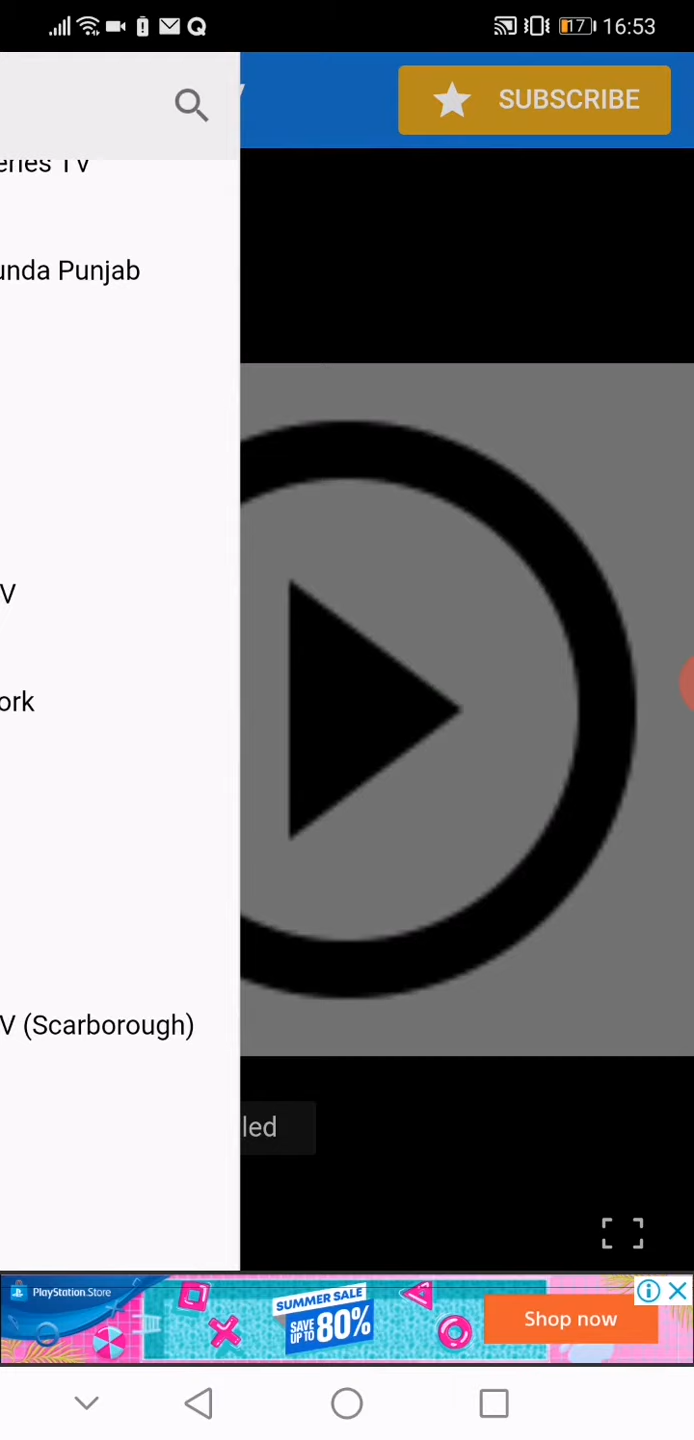 17 16:53
SUBSCRIBE
unda Punjab
V
ork
V (Scarborough)
led
PlayStation.Store
SUMMER SALE
SAVE UP TO 80%
Shop now